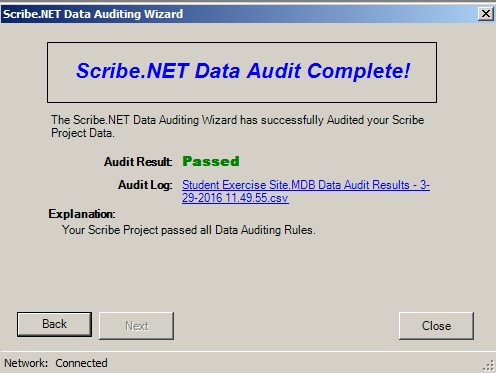 Scribe.NET Data Auditing Wizard
Scribe.NET Data Audit Complete!
The Scribe.NET Data Auditing Wizard has successfully Audited your Scribe
Project Data.
Audit Result: Passed
Audit Log: Student Exercise Site.MDB Data Audit Results - 3-
29-2016 11.49.55.csv
Explanation:
Your Scribe Project passed all Data Auditing Rules.
Back Next Close
Network: Connected